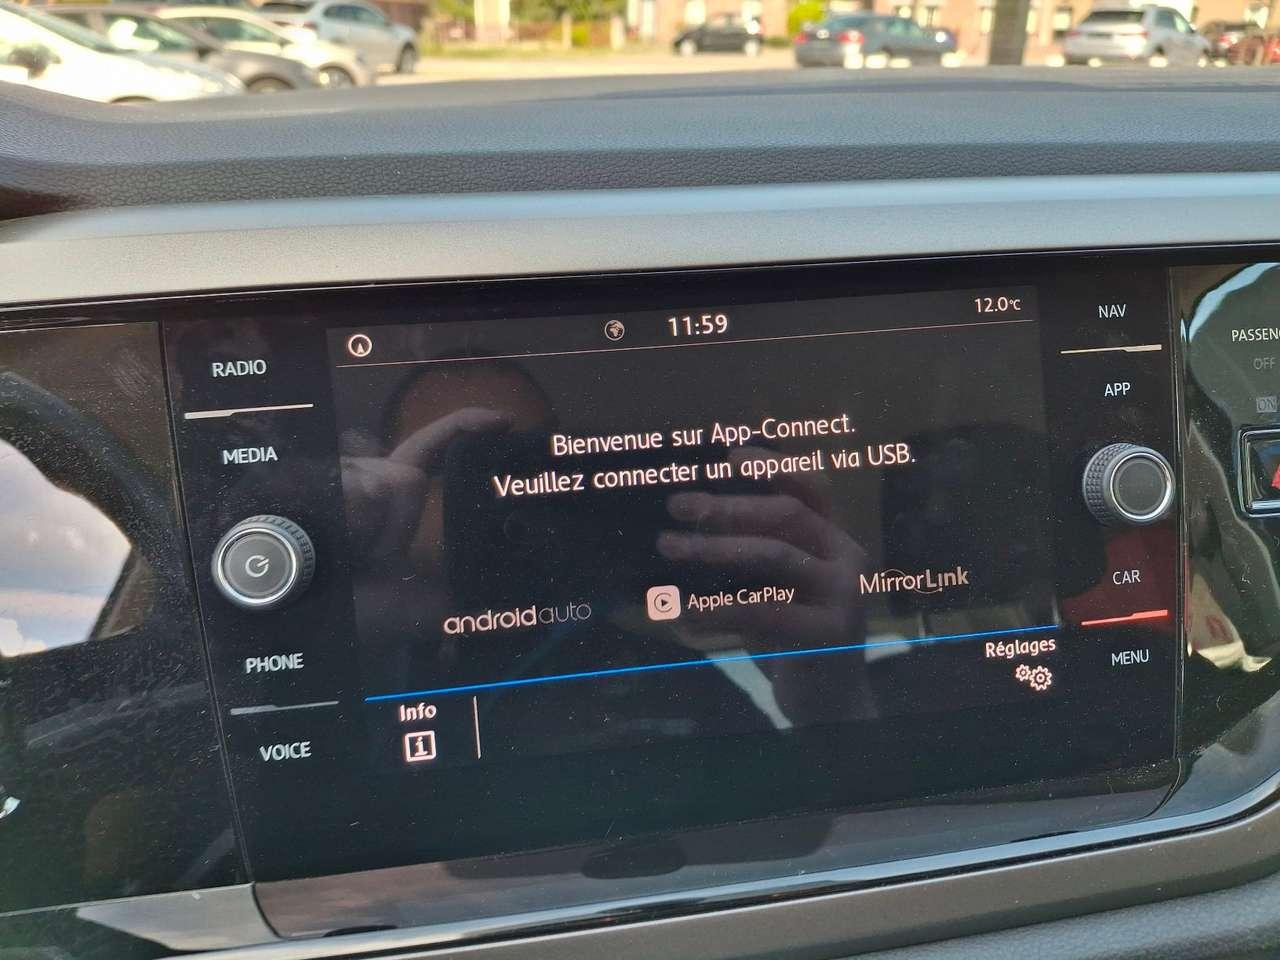 11:59
12.0°C
RADIO
MEDIA
PHONE
VOICE
Bienvenue sur App-Connect.
Veuillez connecter un appareil via USB.
androidauto
Apple CarPlay
MirrorLink
Réglages
Info
i
NAV
APP
CAR
MENU
PASSEN
OFF
ON